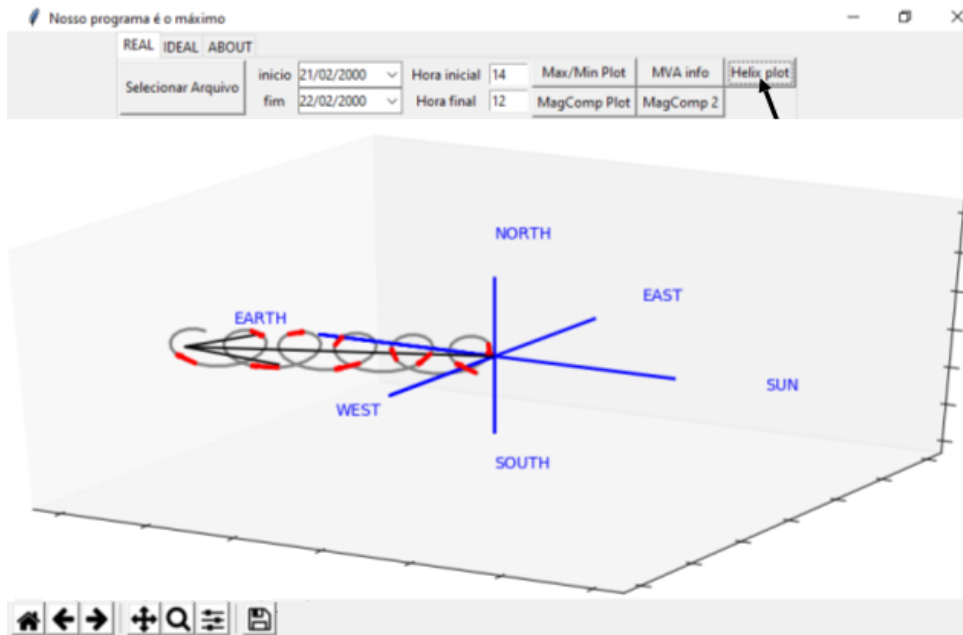 Nosso programa é o máximo
REAL IDEAL ABOUT
Selecionar Arquivo
inicio 21/02/2000 Hora inicial 14 Max/Min Plot MVA info Helix plot
fim 22/02/2000 Hora final 12 MagComp Plot MagComp 2
NORTH
EAST
EARTH
SUN
WEST
SOUTH